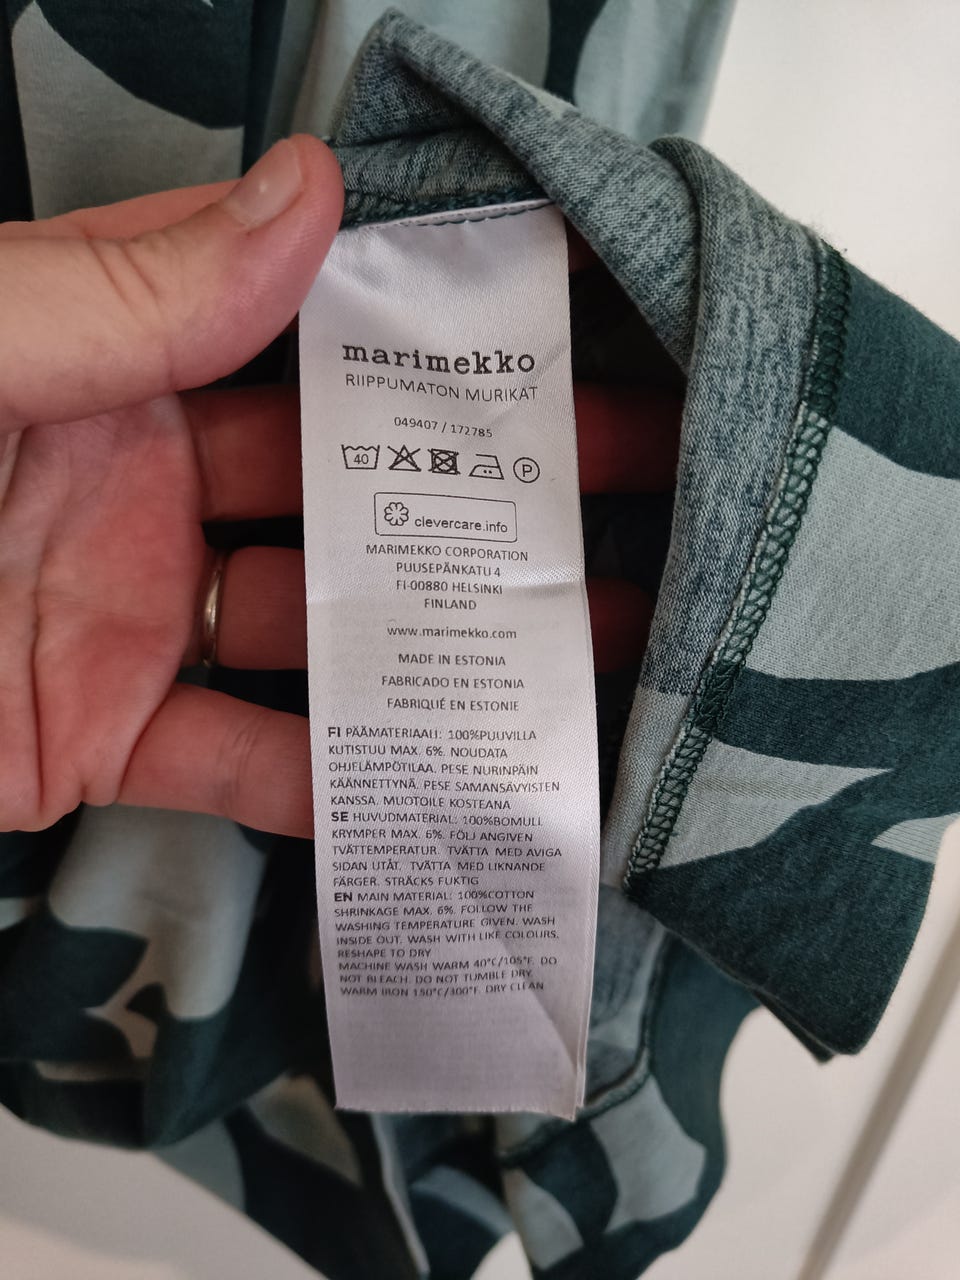 marimekko
RIIPPUMATON MURIKAT
049407 / 172785
40 P
clevercare.info
MARIMEKKO CORPORATION
PUUSEPÄNKATU 4
FI-00880 HELSINKI
FINLAND
www.marimekko.com
MADE IN ESTONIA
FABRICADO EN ESTONIA
FABRIQUÉ EN ESTONIE
FI PÄÄMATERIAALI: 100%PUUVILLA
KUTISTUU MAX. 6%. NOUDATA
OHJELÄMPÖTILAA. PESE NURINPÄIN
KÄÄNNETTYNÄ. PESE SAMANSÄVYISTEN
KANSSA. MUOTOILE KOSTEANA
SE HUVUDMATERIAL: 100%BOMULL
KRYMPER MAX. 6%. FÖLJ ANGIVEN
TVÄTTEMPERATUR. TVÄTTA MED AVIGA
SIDAN UTÅT. TVÄTTA MED LIKNANDE
FÄRGER. STRÄCKS FUKTIG
EN MAIN MATERIAL: 100%COTTON
SHRINKAGE MAX. 6%. FOLLOW THE
WASHING TEMPERATURE GIVEN. WASH
INSIDE OUT. WASH WITH LIKE COLOURS.
RESHAPE TO DRY
MACHINE WASH WARM 40°C/105°F. DO
NOT BLEACH. DO NOT TUMBLE DRY.
WARM IRON 150°C/300°F. DRY CLEAN